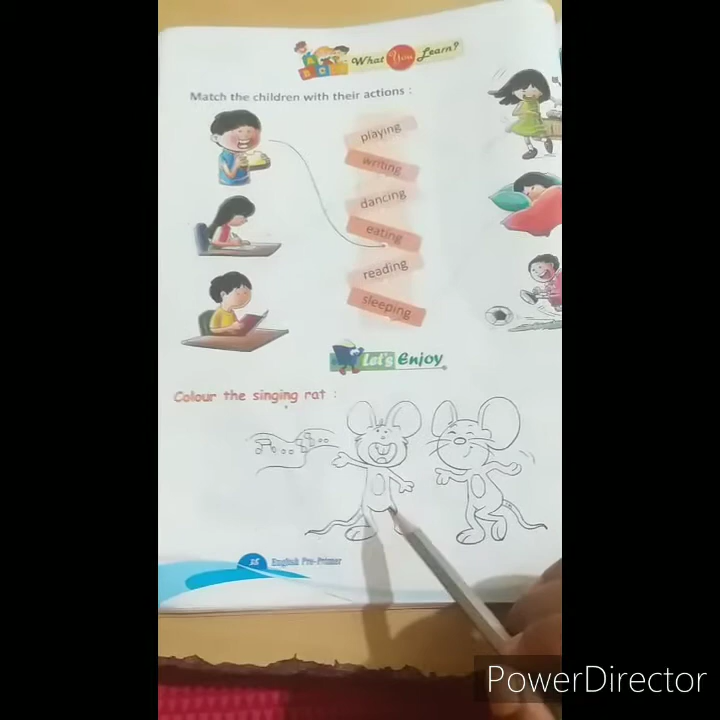 What You Learn?
Match the children with their actions :
playing
writing
dancing
eating
reading
sleeping
Let's Enjoy
Colour the singing rat :
35 English Pre-Primer
PowerDirector